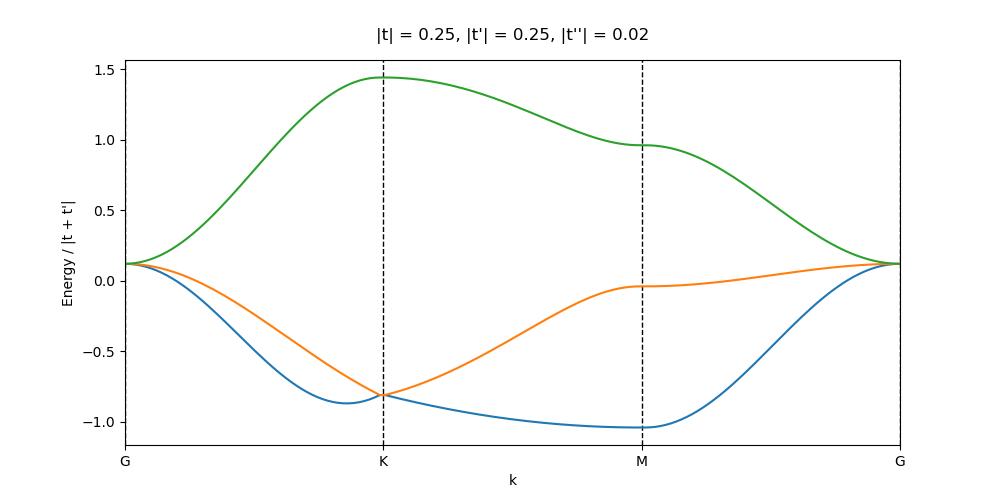 |t| = 0.25, |t'| = 0.25, |t''| = 0.02
Energy / |t + t'|
1.5
1.0
0.5
0.0
−0.5
−1.0
G K M G
k